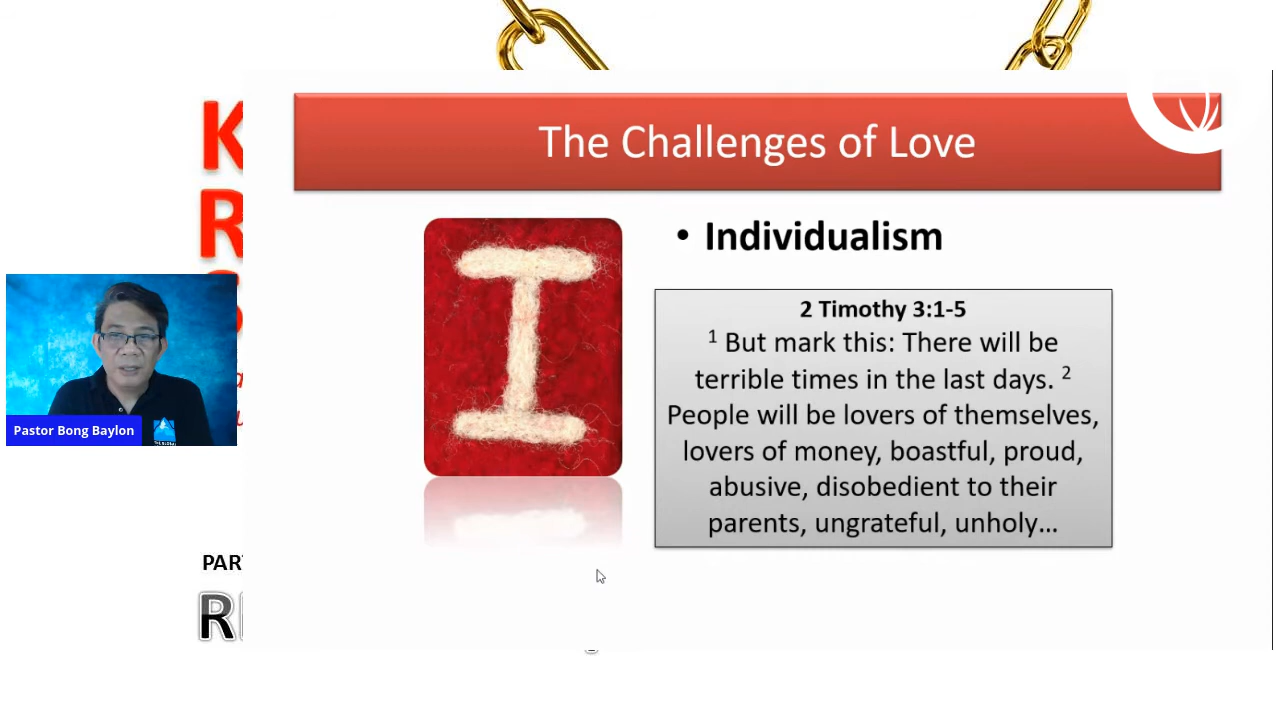 The Challenges of Love
K
R
• Individualism
I
2 Timothy 3:1-5
1 But mark this: There will be
terrible times in the last days. 2
People will be lovers of themselves,
lovers of money, boastful, proud,
abusive, disobedient to their
parents, ungrateful, unholy…
Pastor Bong Baylon
PAR
R